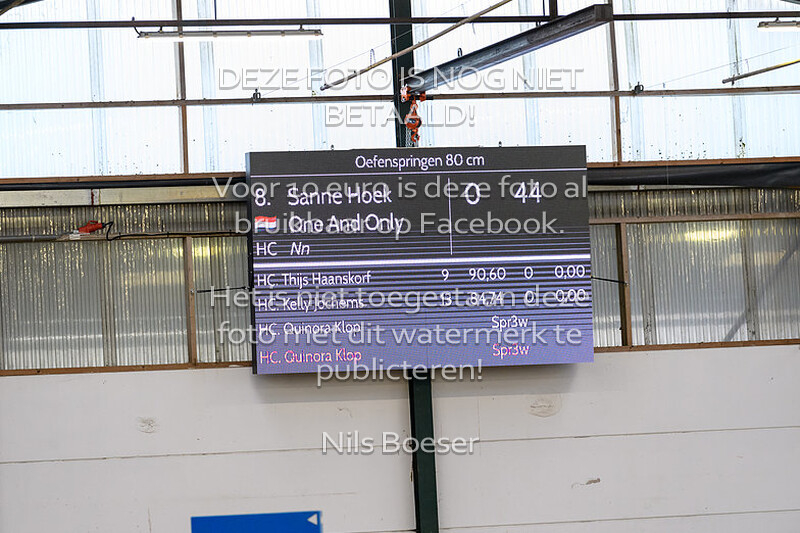 DEZE FOTO IS NOG NIET
BETAALD!
Oefenspringen 80 cm
Voor 10 euro is deze foto al
8. Sanne Hoek 0 44
bruikbaar op Facebook.
One And Only
HC Nn
HC. Thijs Haanskorf 9 90,60 0 0,00
Het is niet toegestaan deze
HC. Kelly Jochems 13 84,74 0 0,00
HC. Quinora Klop Spr3w
foto met dit watermerk te
HC. Quinora Klop Spr3w
publiceren!
Nils Boeser